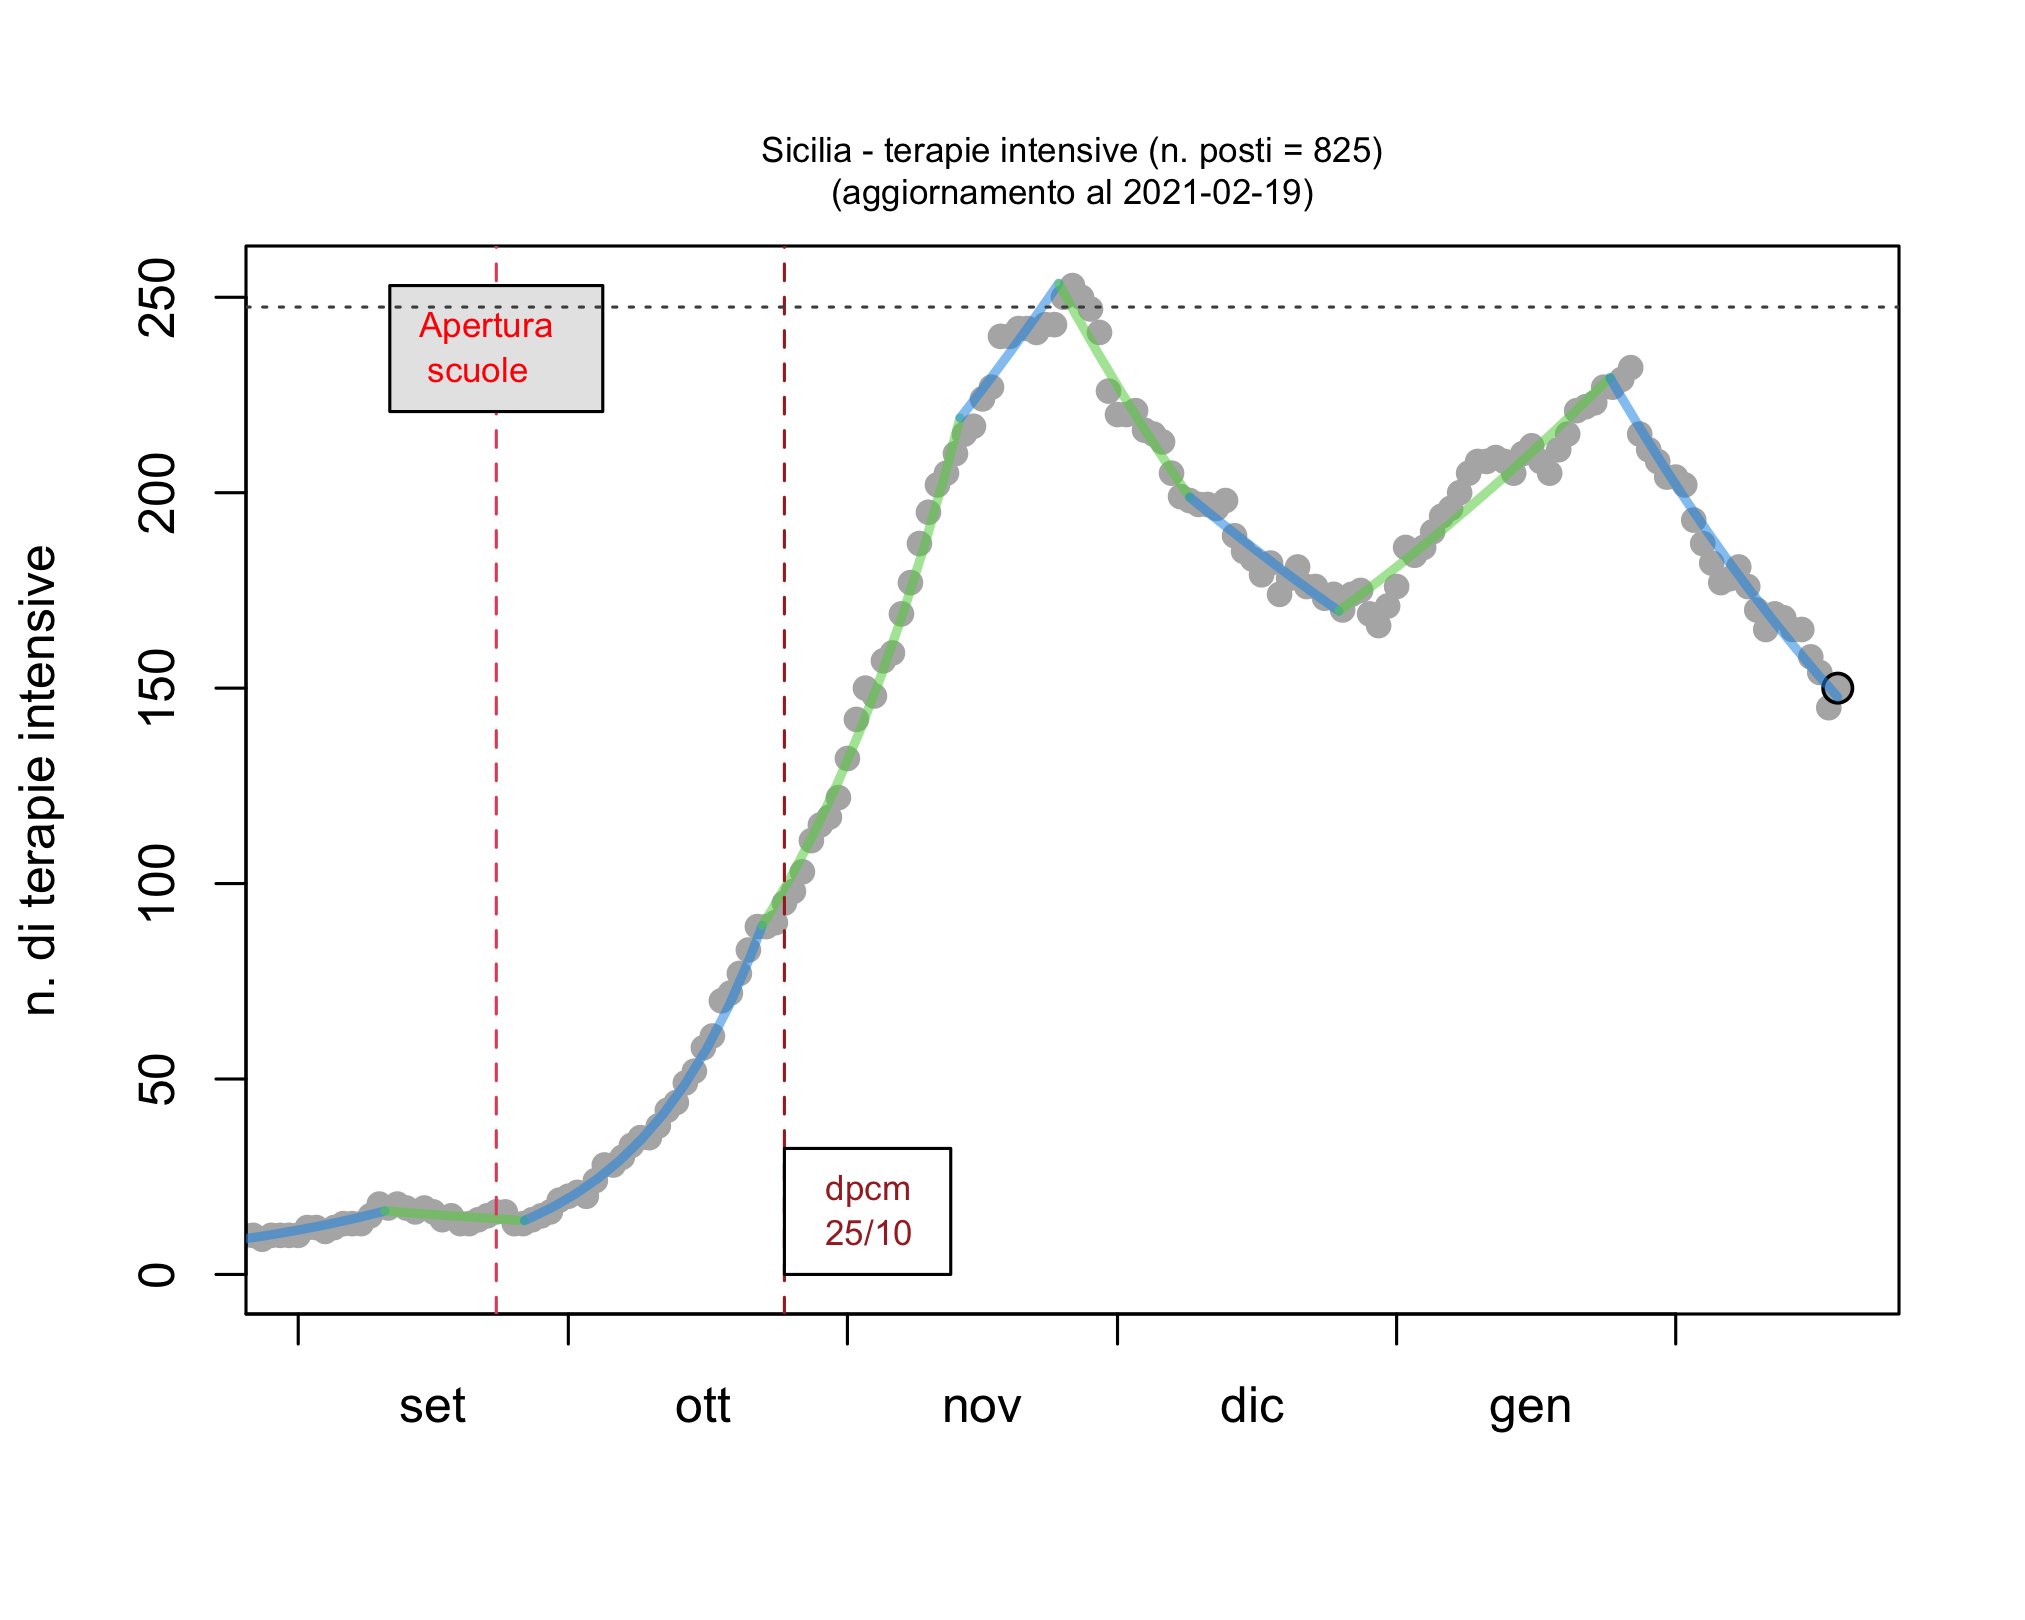 Sicilia - terapie intensive (n. posti = 825)
(aggiornamento al 2021-02-19)
n. di terapie intensive
250
200
150
100
50
0
Apertura
scuole
dpcm
25/10
set
ott
nov
dic
gen